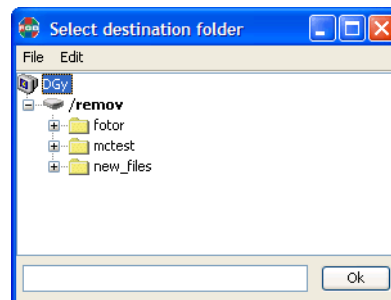 Select destination folder
File Edit
DGy
/remov
fotor
mctest
new_files
Ok